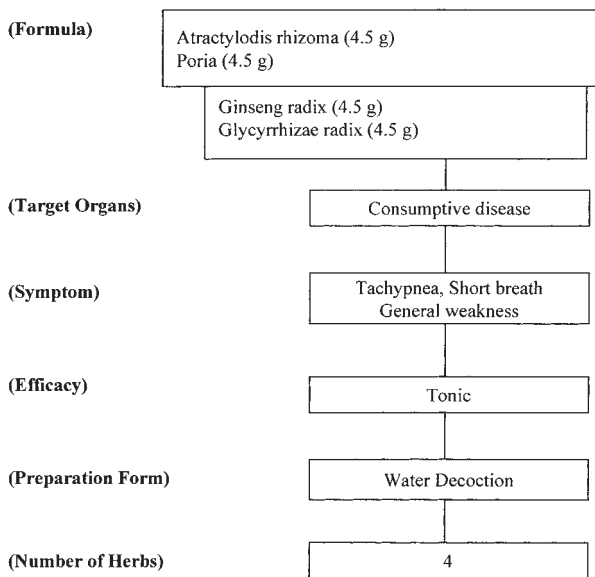 (Formula)
Atractylodis rhizoma (4.5 g)
Poria (4.5 g)
Ginseng radix (4.5 g)
Glycyrrhizae radix (4.5 g)
(Target Organs)
Consumptive disease
(Symptom)
Tachypnea, Short breath
General weakness
(Efficacy)
Tonic
(Preparation Form)
Water Decoction
(Number of Herbs)
4